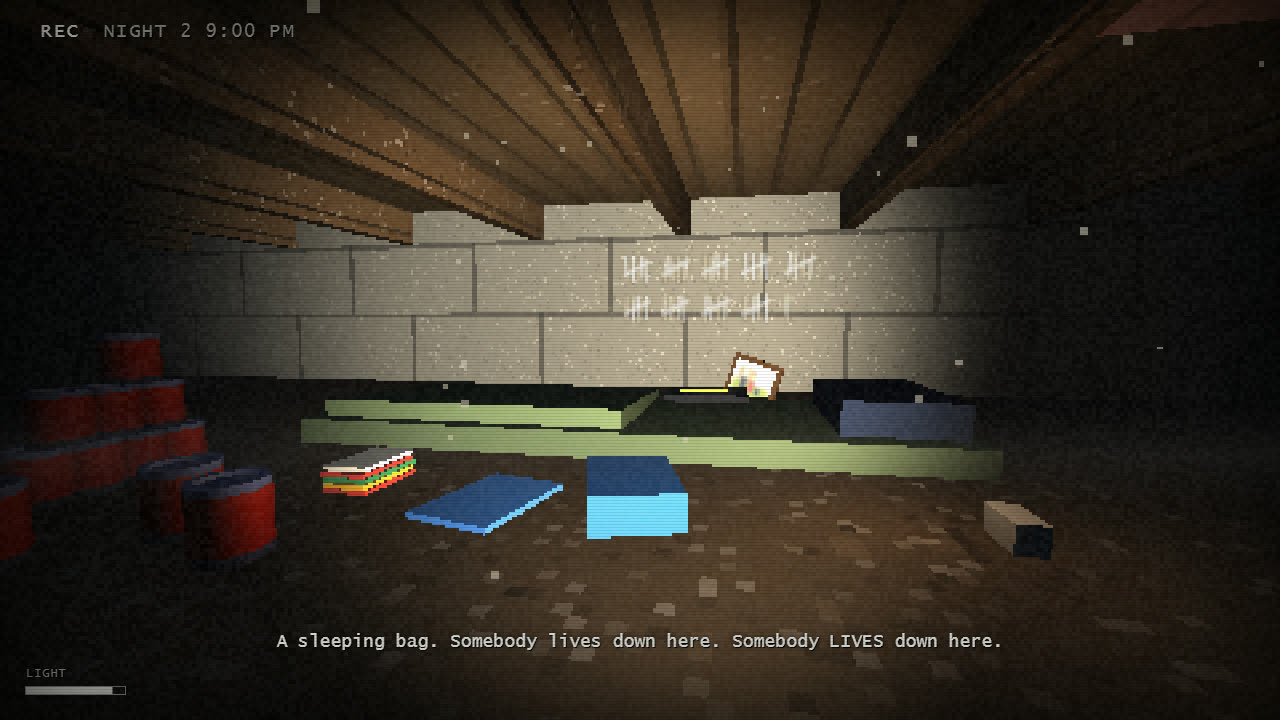 REC NIGHT 2 9:00 PM
A sleeping bag. Somebody lives down here. Somebody LIVES down here.
LIGHT